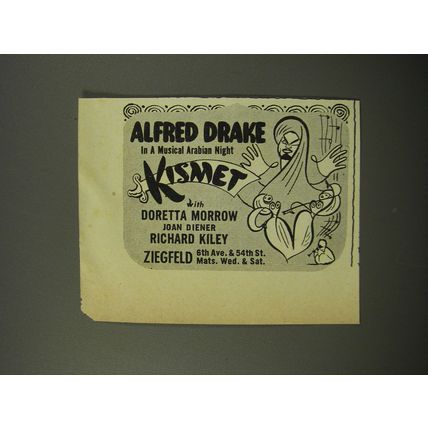 ALFRED DRAKE
In A Musical Arabian Night
KISMET
with
DORETTA MORROW
JOAN DIENER
RICHARD KILEY
ZIEGFELD 6th Ave. & 54th St.
Mats. Wed. & Sat.